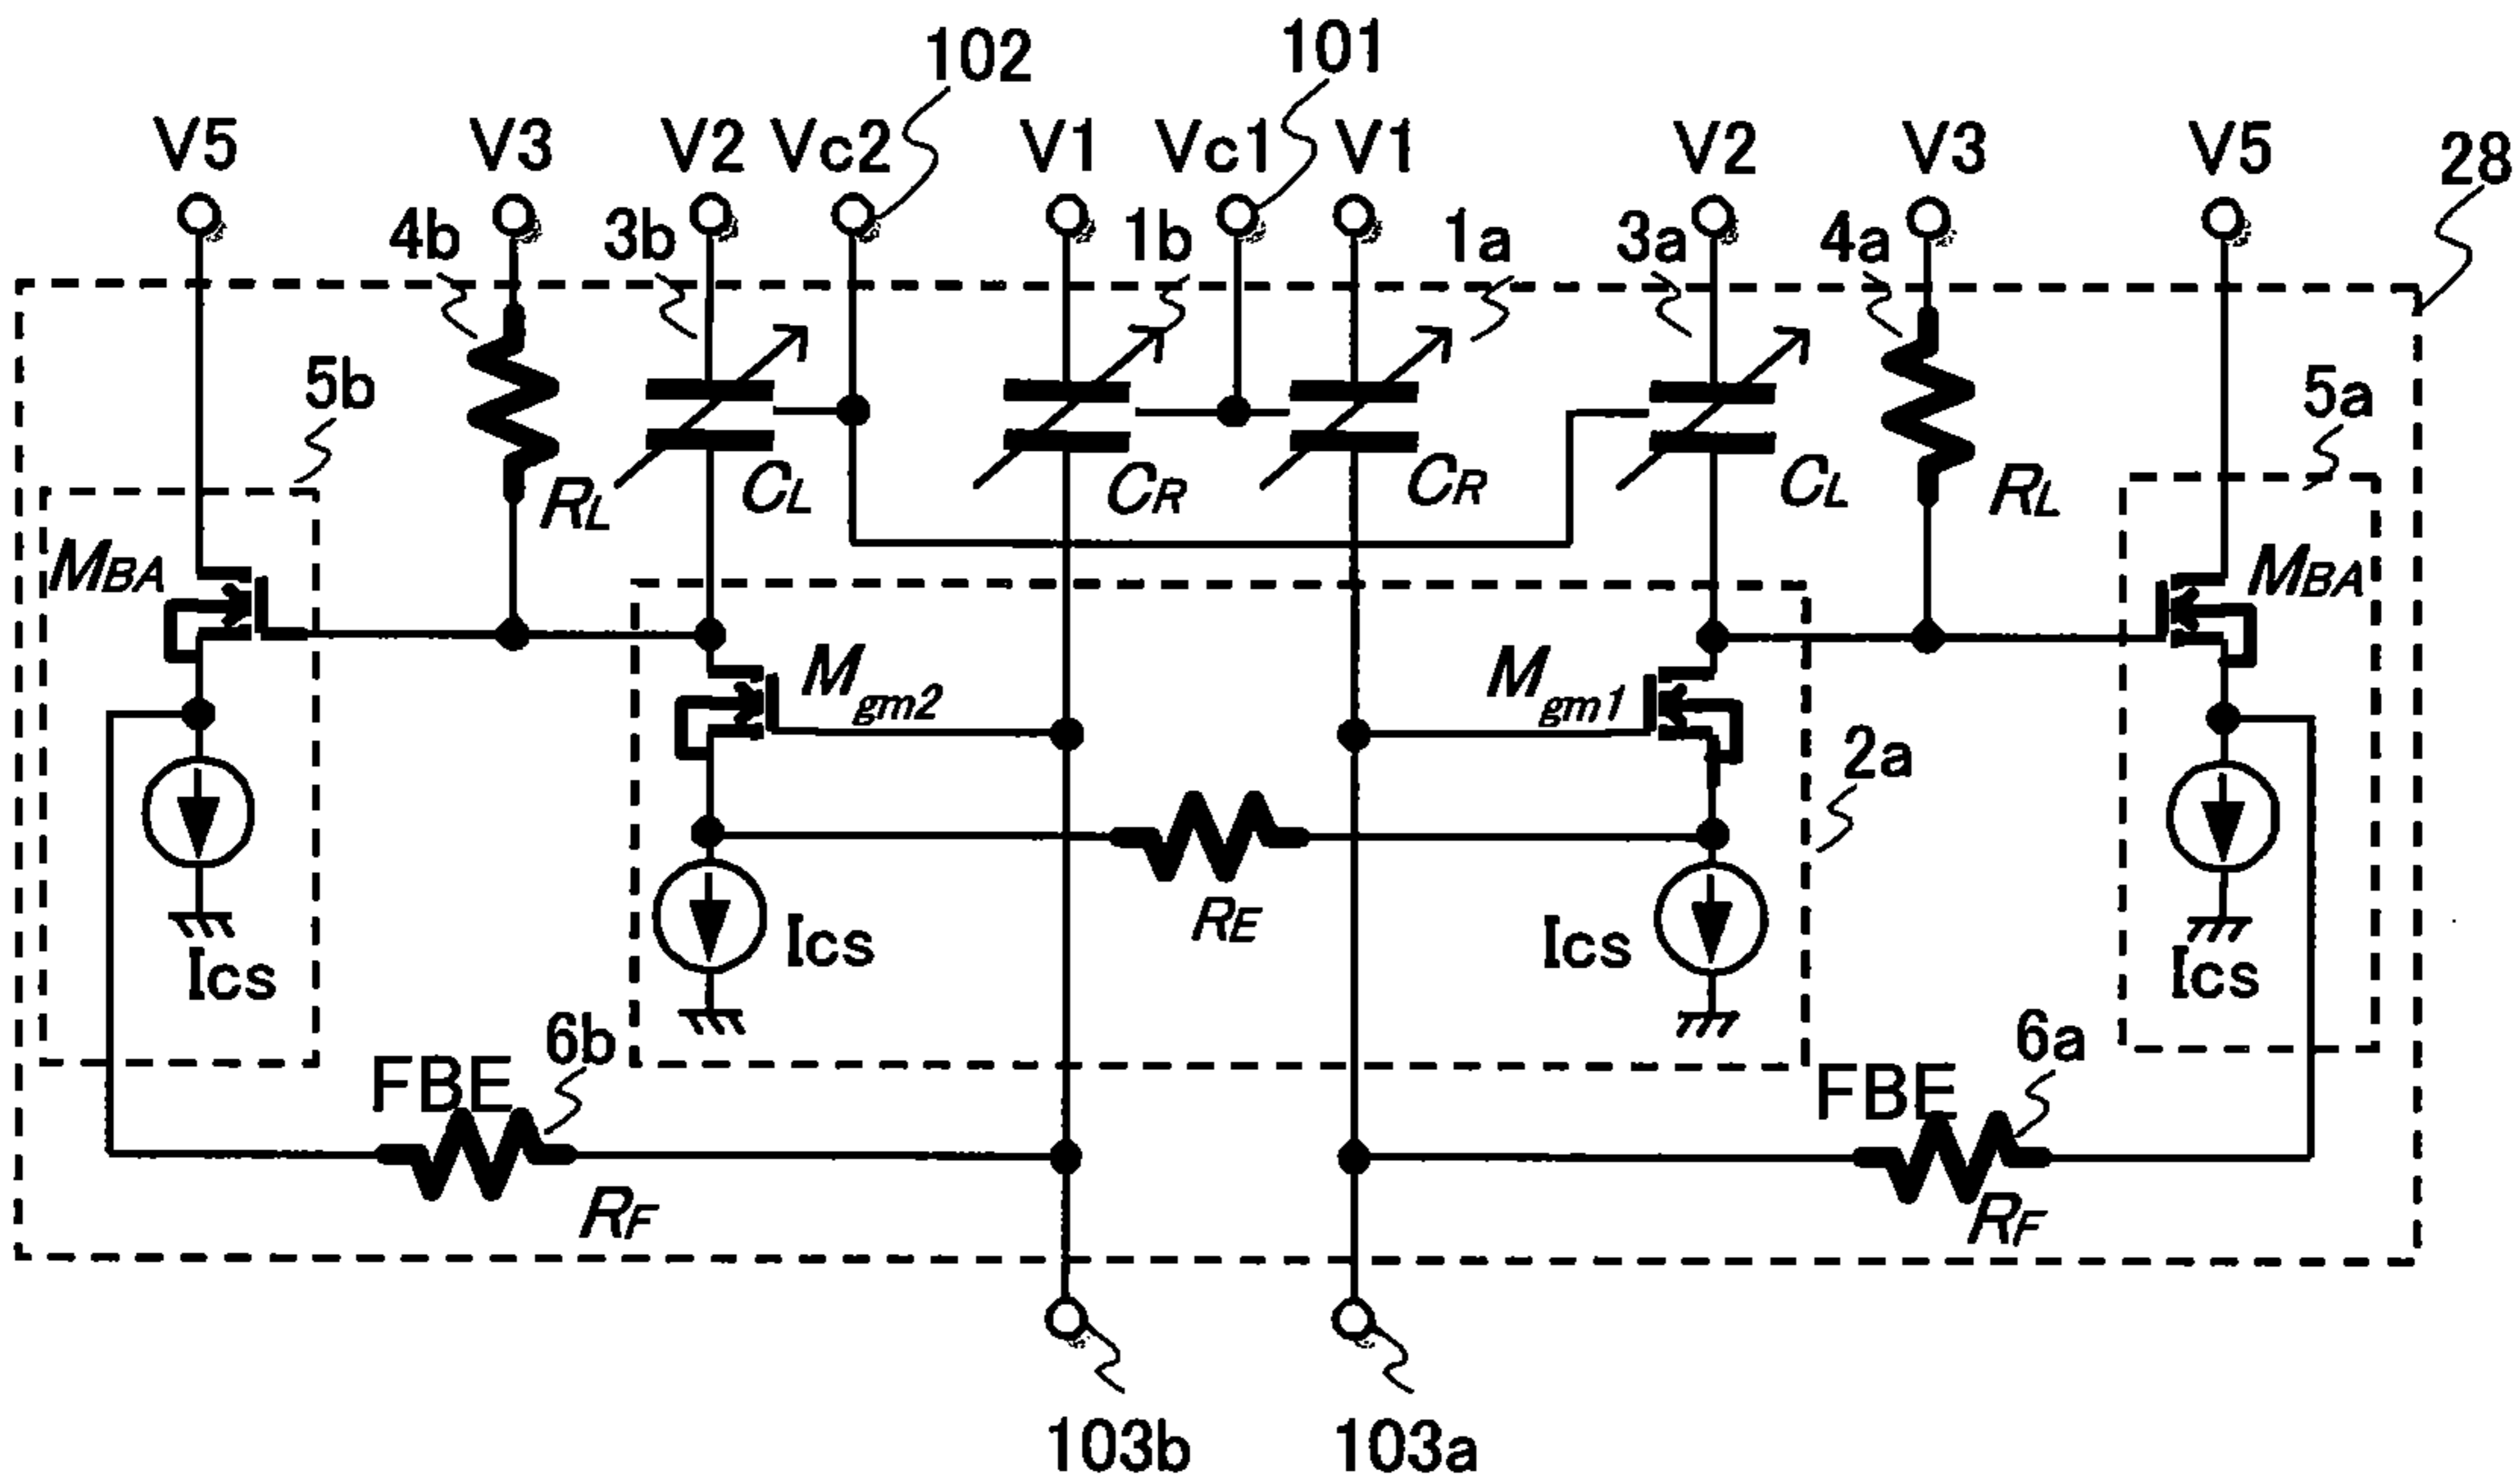 102
101
V5
V3
V2
Vc2
V1
Vc1
V1
V2
V3
V5
28
4b
3b
1b
1a
3a
4a
5b
5a
RL
CL
CR
CR
CL
RL
MBA
MBA
Mgm2
Mgm1
2a
RE
Ics
Ics
Ics
Ics
6b
6a
FBE
FBE
RF
RF
103b
103a